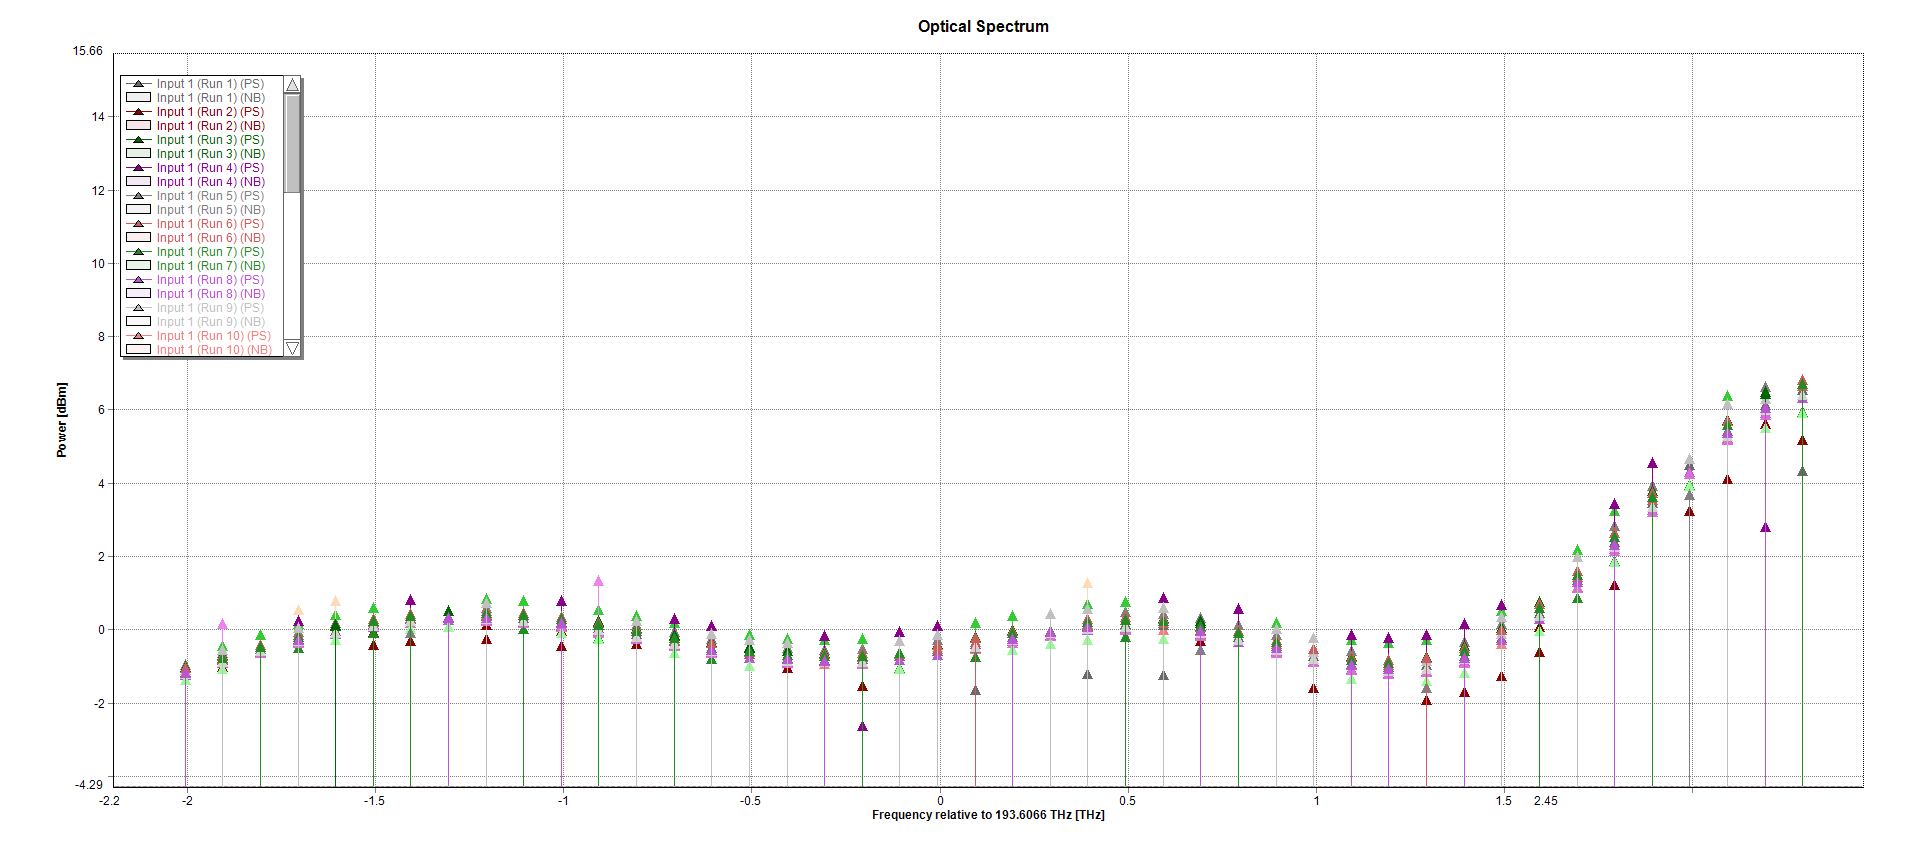 Optical Spectrum
15.66
14
12
10
8
6
4
2
0
-2
-4.29
Power [dBm]
Input 1 (Run 1) (PS)
Input 1 (Run 1) (NB)
Input 1 (Run 2) (PS)
Input 1 (Run 2) (NB)
Input 1 (Run 3) (PS)
Input 1 (Run 3) (NB)
Input 1 (Run 4) (PS)
Input 1 (Run 4) (NB)
Input 1 (Run 5) (PS)
Input 1 (Run 5) (NB)
Input 1 (Run 6) (PS)
Input 1 (Run 6) (NB)
Input 1 (Run 7) (PS)
Input 1 (Run 7) (NB)
Input 1 (Run 8) (PS)
Input 1 (Run 8) (NB)
Input 1 (Run 9) (PS)
Input 1 (Run 9) (NB)
Input 1 (Run 10) (PS)
Input 1 (Run 10) (NB)
-2.2 -2 -1.5 -1 -0.5 0 0.5 1 1.5 2.45
Frequency relative to 193.6066 THz [THz]